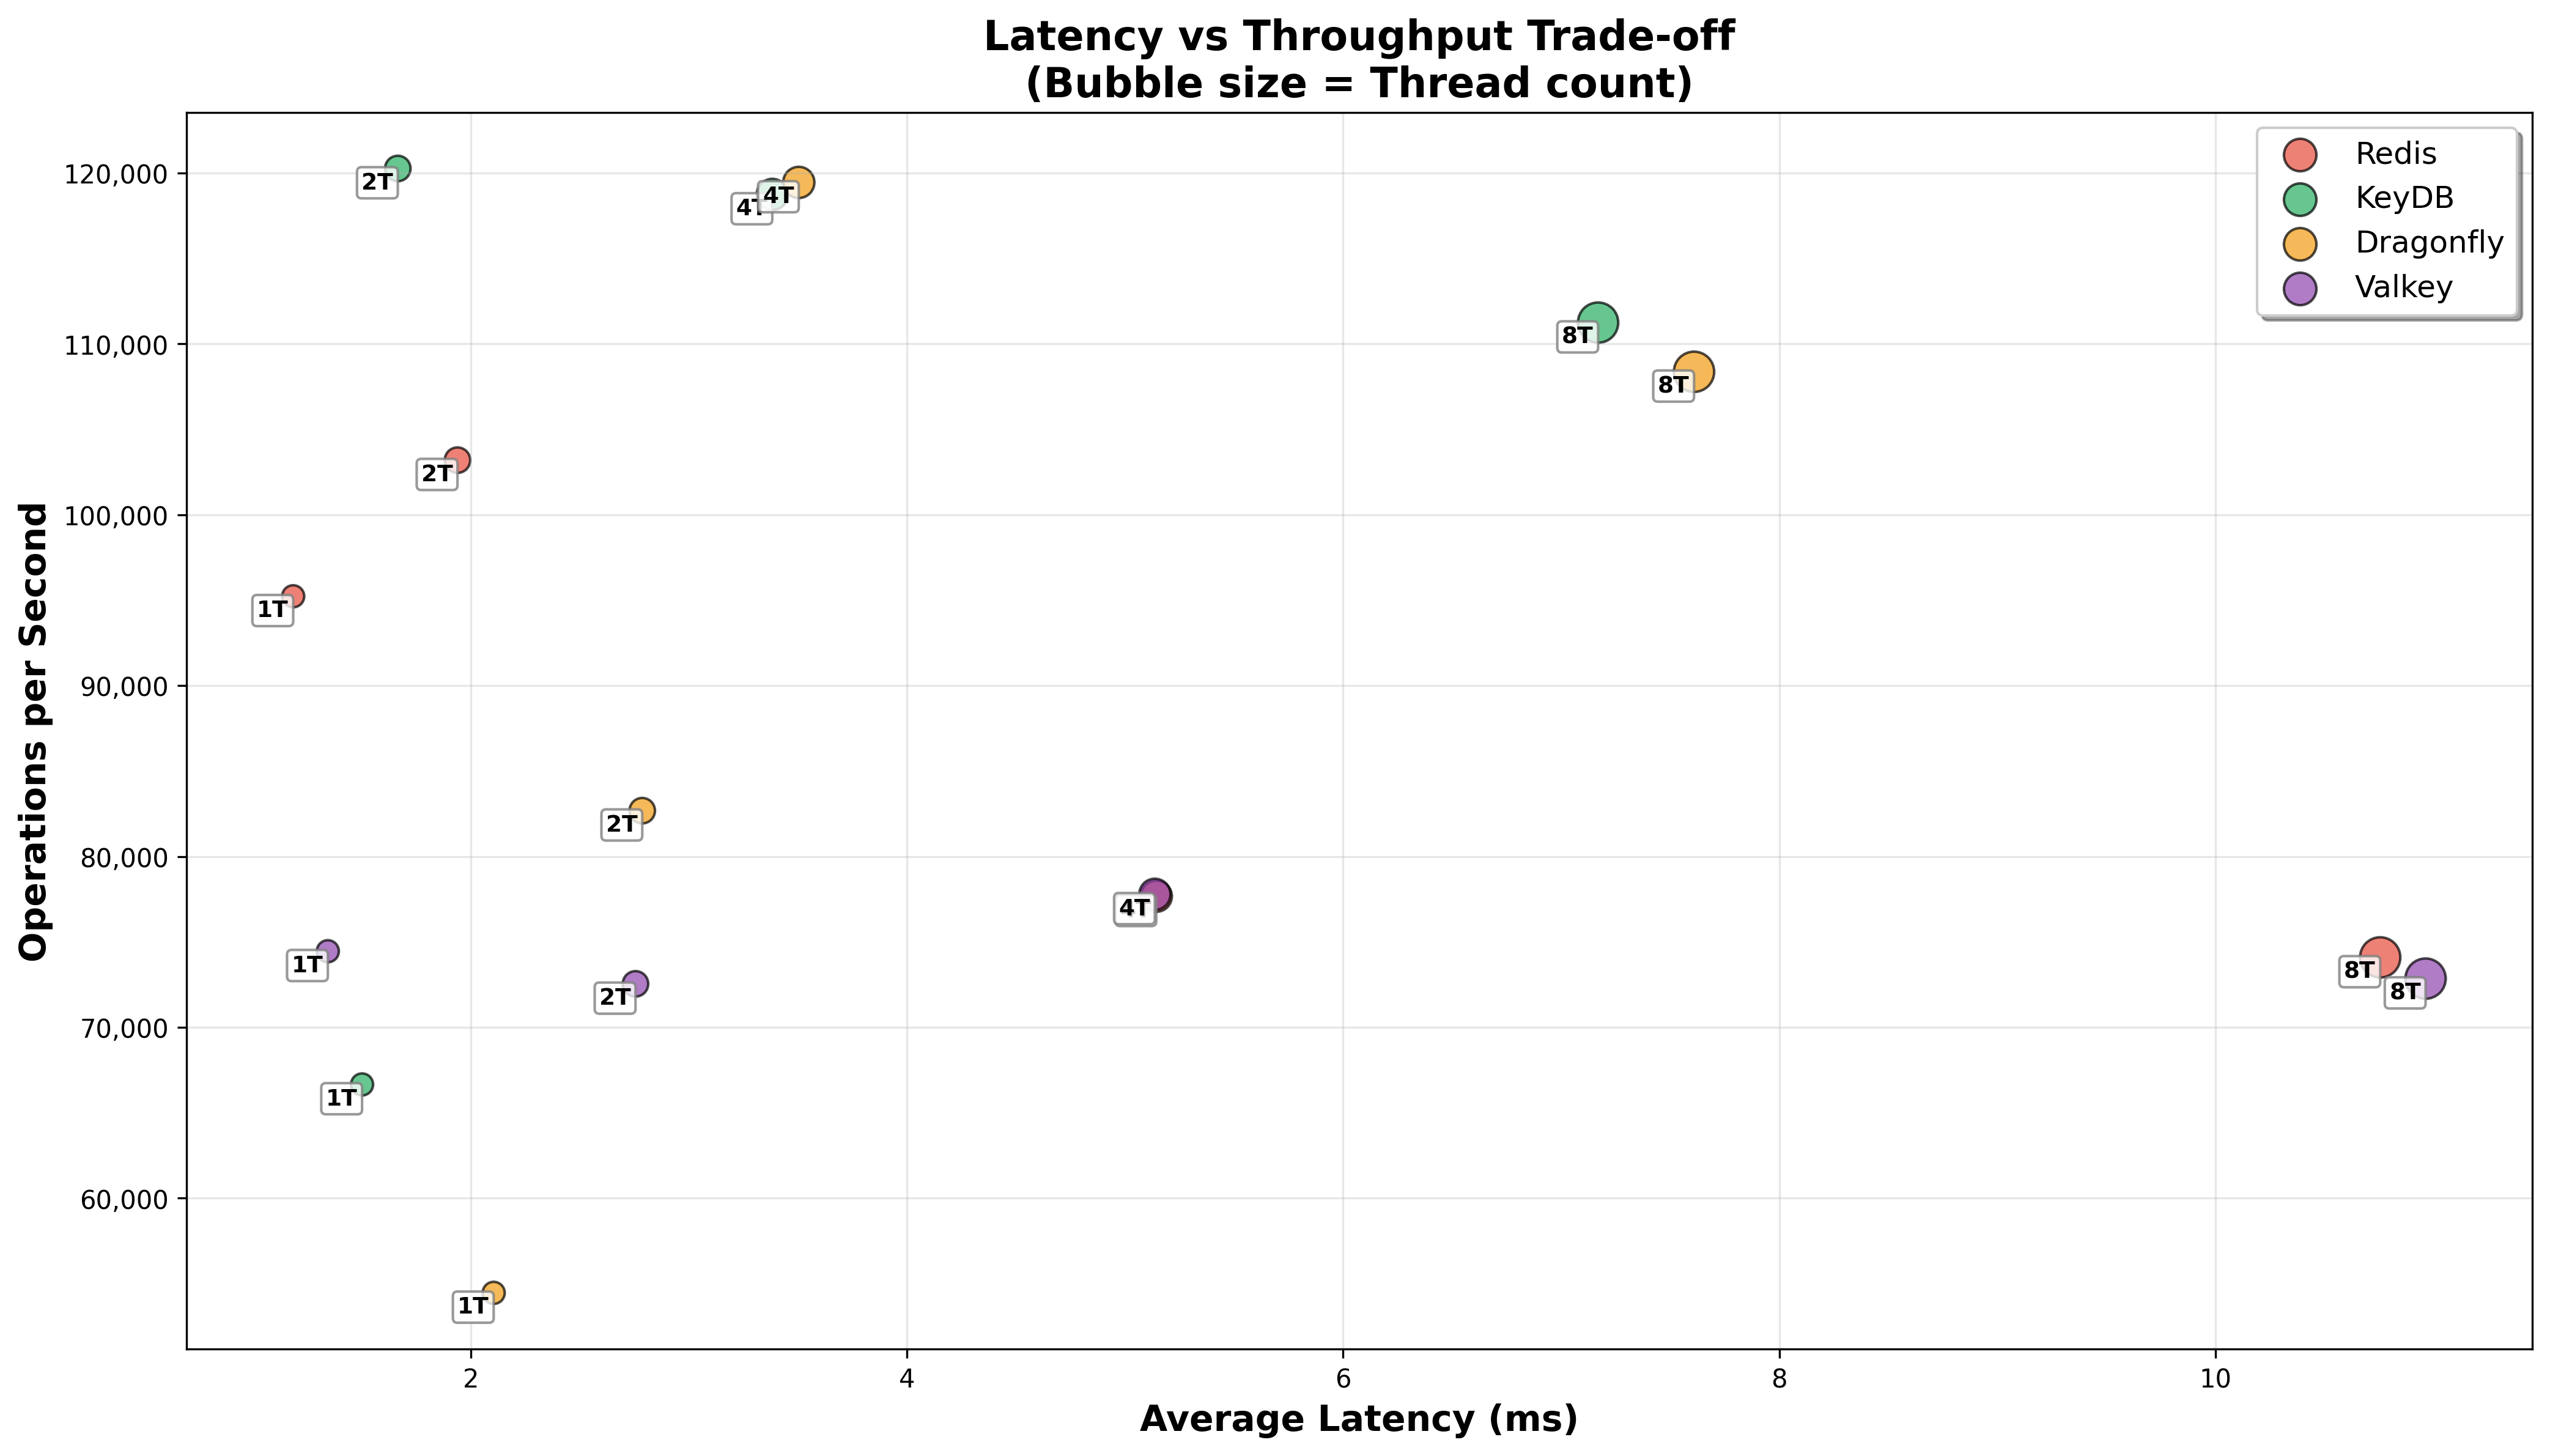 Latency vs Throughput Trade-off
(Bubble size = Thread count)
Operations per Second
120,000
110,000
100,000
90,000
80,000
70,000
60,000
2T
4T
4T
8T
8T
2T
1T
2T
4T
1T
2T
8T
8T
1T
1T
Redis
KeyDB
Dragonfly
Valkey
2
4
6
8
10
Average Latency (ms)